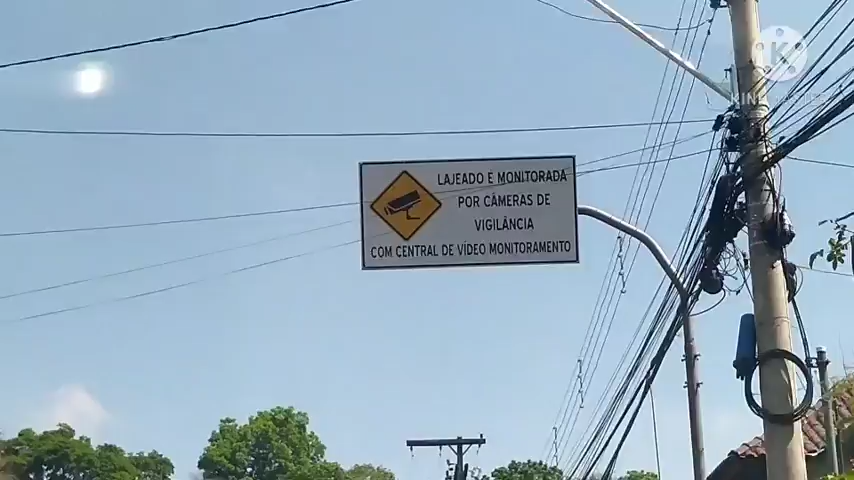 LAJEADO E MONITORADA
POR CÂMERAS DE
VIGILÂNCIA
COM CENTRAL DE VÍDEO MONITORAMENTO
K